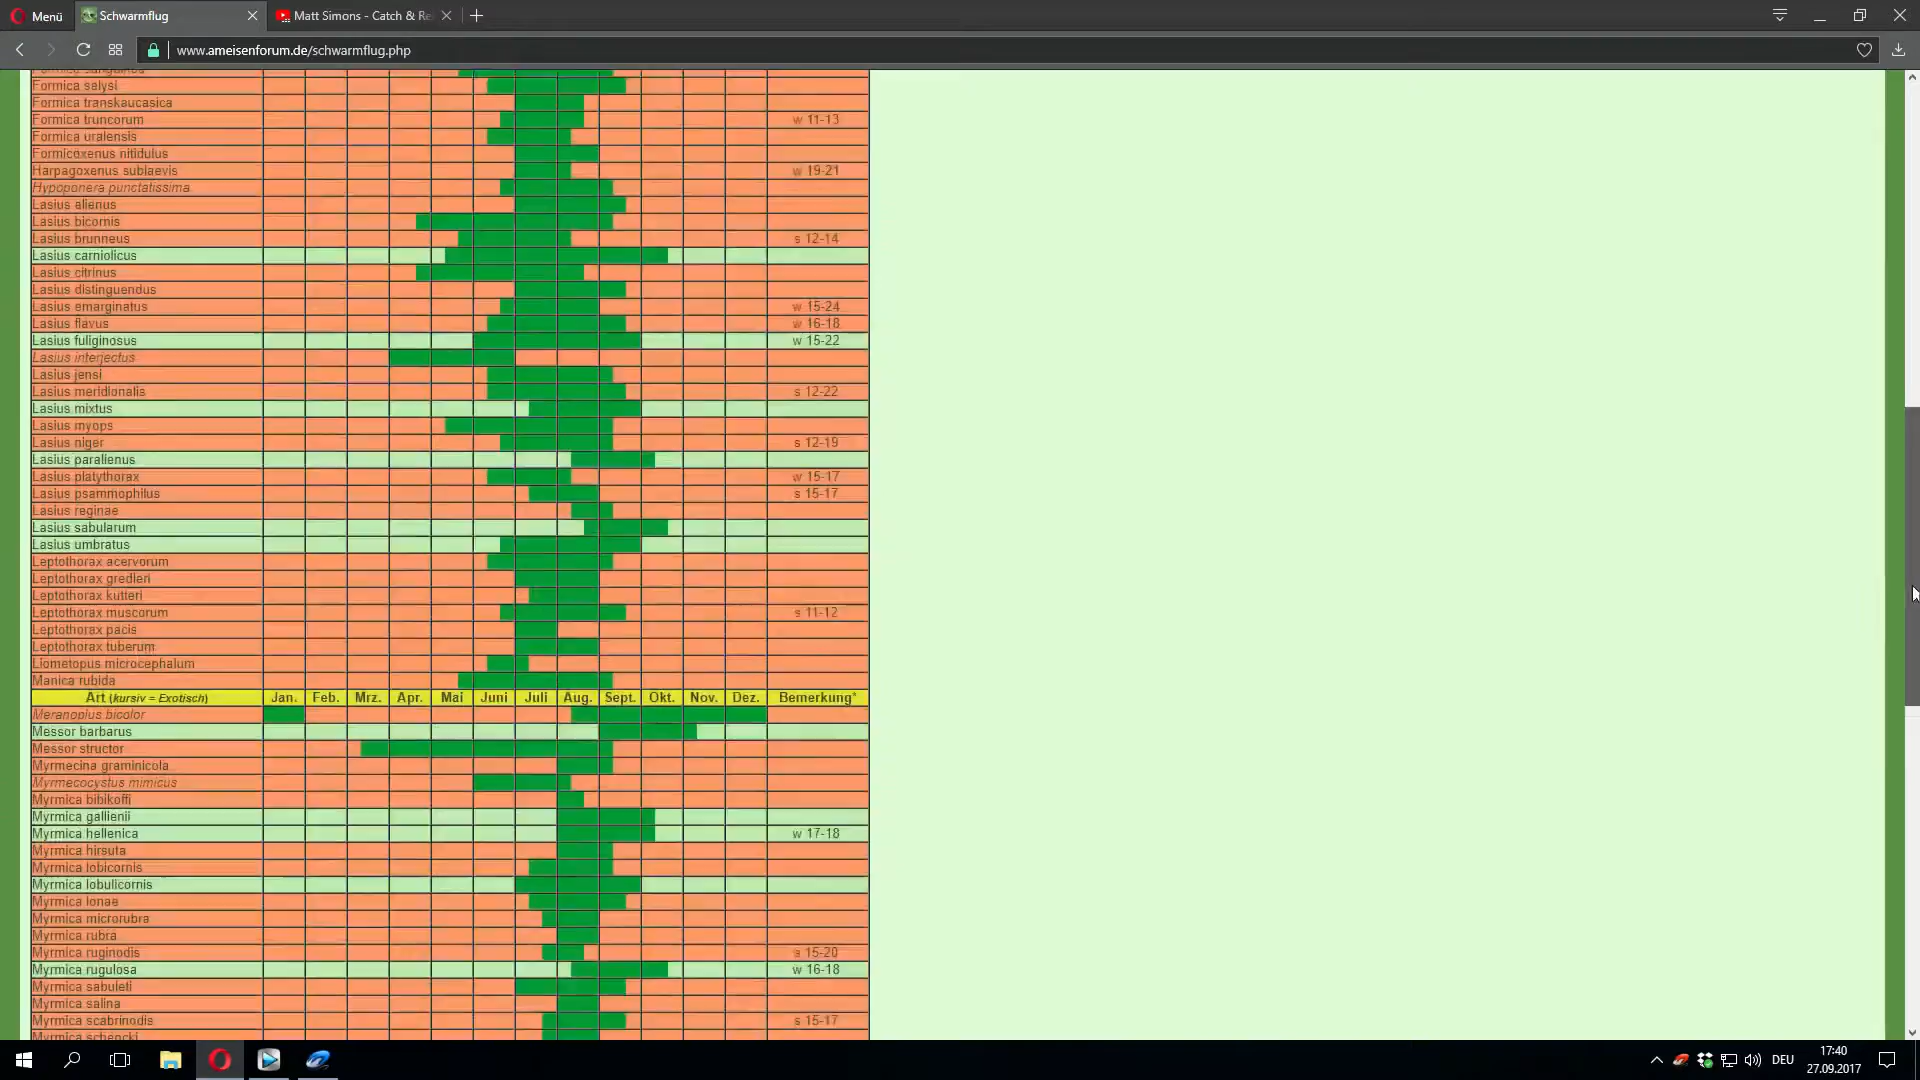 Menü
Schwarmflug
Matt Simons - Catch & Re
www.ameisenforum.de/schwarmflug.php
Formica sanguinea
Formica selysi
Formica transkaucasica
Formica truncorum w 11-13
Formica uralensis
Formicoxenus nitidulus
Harpagoxenus sublaevis w 19-21
Hypoponera punctatissima
Lasius alienus
Lasius bicornis
Lasius brunneus s 12-14
Lasius carniolicus
Lasius citrinus
Lasius distinguendus
Lasius emarginatus w 15-24
Lasius flavus w 16-18
Lasius fuliginosus w 15-22
Lasius interjectus
Lasius jensi
Lasius meridionalis s 12-22
Lasius mixtus
Lasius myops
Lasius niger s 12-19
Lasius paralienus
Lasius platythorax w 15-17
Lasius psammophilus s 15-17
Lasius reginae
Lasius sabularum
Lasius umbratus
Leptothorax acervorum
Leptothorax gredleri
Leptothorax kutteri
Leptothorax muscorum s 11-12
Leptothorax pacis
Leptothorax tuberum
Liometopus microcephalum
Manica rubida
Art (kursiv = Exotisch) Jan. Feb. Mrz. Apr. Mai Juni Juli Aug. Sept. Okt. Nov. Dez. Bemerkung*
Meranoplus bicolor
Messor barbarus
Messor structor
Myrmecina graminicola
Myrmecocystus mimicus
Myrmica bibikoffi
Myrmica gallienii
Myrmica hellenica w 17-18
Myrmica hirsuta
Myrmica lobicornis
Myrmica lobulicornis
Myrmica lonae
Myrmica microrubra
Myrmica rubra
Myrmica ruginodis s 15-20
Myrmica rugulosa w 16-18
Myrmica sabuleti
Myrmica salina
Myrmica scabrinodis s 15-17
Myrmica schencki
DEU
17:40
27.09.2017